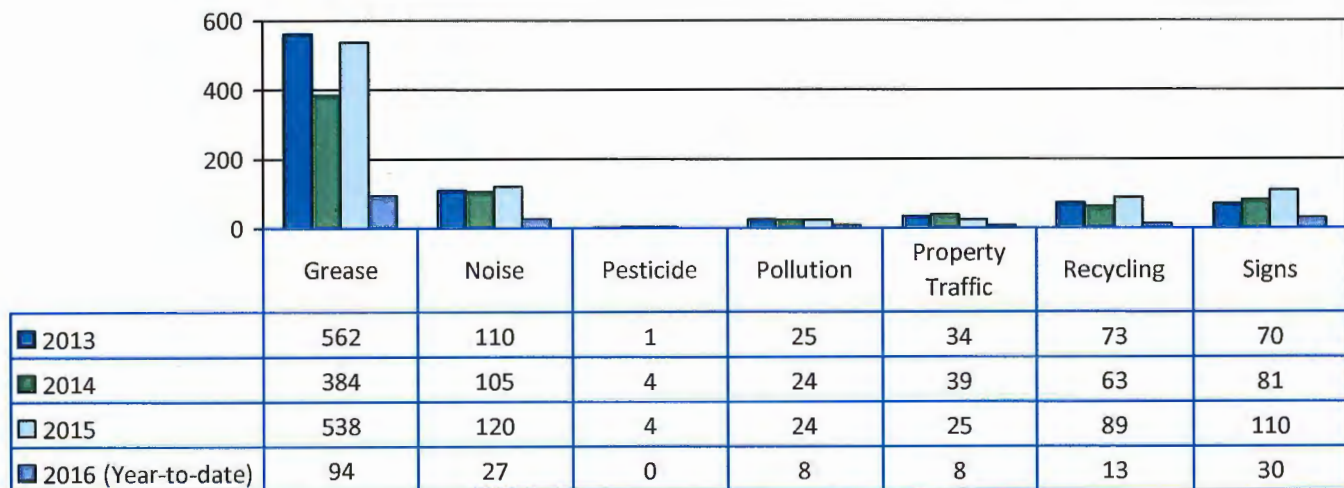 600
400
200
0
Grease Noise Pesticide Pollution Property Traffic Recycling Signs
2013 562 110 1 25 34 73 70
2014 384 105 4 24 39 63 81
2015 538 120 4 24 25 89 110
2016 (Year-to-date) 94 27 0 8 8 13 30